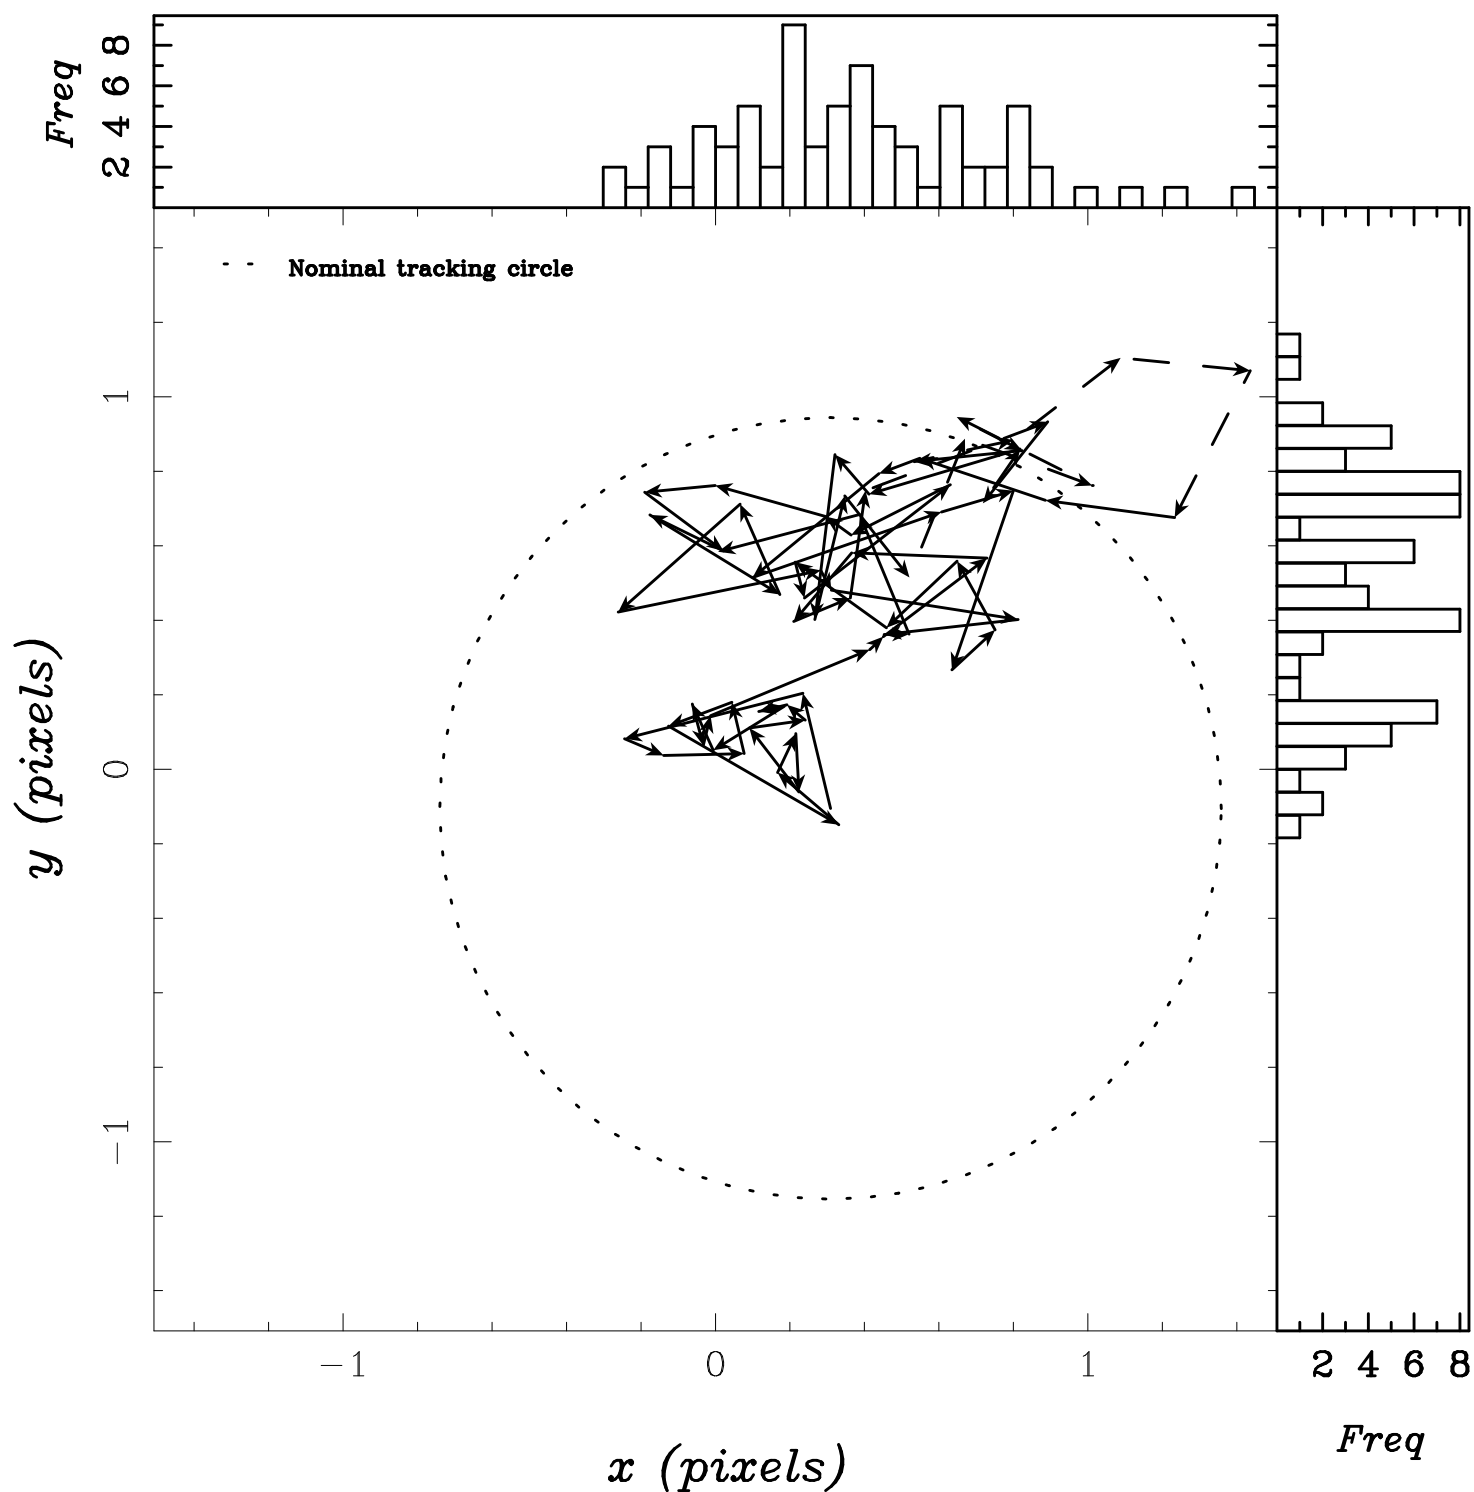 Freq
2 4 6 8
Nominal tracking circle
y (pixels)
1
0
−1
−1 0 1
x (pixels)
2 4 6 8
Freq